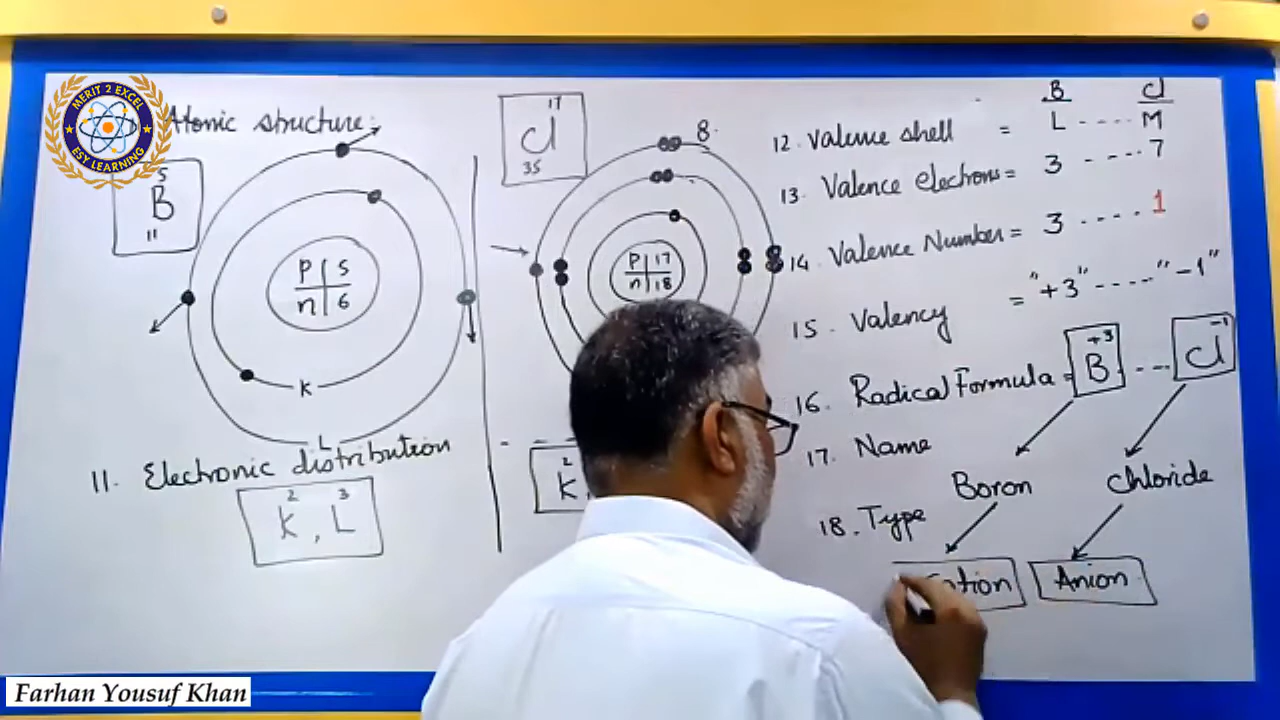 MERIT 2 EXCEL
ESY LEARNING
Atomic structure:
5
B
11
p 5
n 6
K
L
11. Electronic distribution
2 3
K, L
17
Cl
35
8
p 17
n 18
2
K,
B Cl
12. Valence shell = L ---- M
13. Valence electrons = 3 ---- 7
14. Valence Number = 3 ---- 1
15. Valency = "+3" ---- "-1"
16. Radical Formula = B+3 --- Cl-1
17. Name
Boron Chloride
18. Type
Anion
Farhan Yousuf Khan